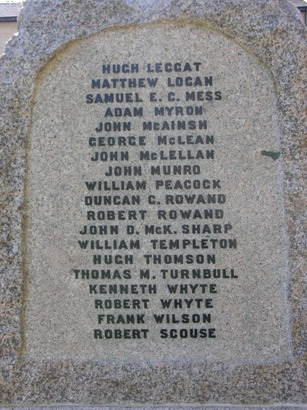 HUGH LEGGAT
MATTHEW LOGAN
SAMUEL E. C. MESS
ADAM MYRON
JOHN McAINSH
GEORGE McLEAN
JOHN McLELLAN
JOHN MUNRO
WILLIAM PEACOCK
DUNCAN C. ROWAND
ROBERT ROWAND
JOHN D. McK. SHARP
WILLIAM TEMPLETON
HUGH THOMSON
THOMAS M. TURNBULL
KENNETH WHYTE
ROBERT WHYTE
FRANK WILSON
ROBERT SCOUSE